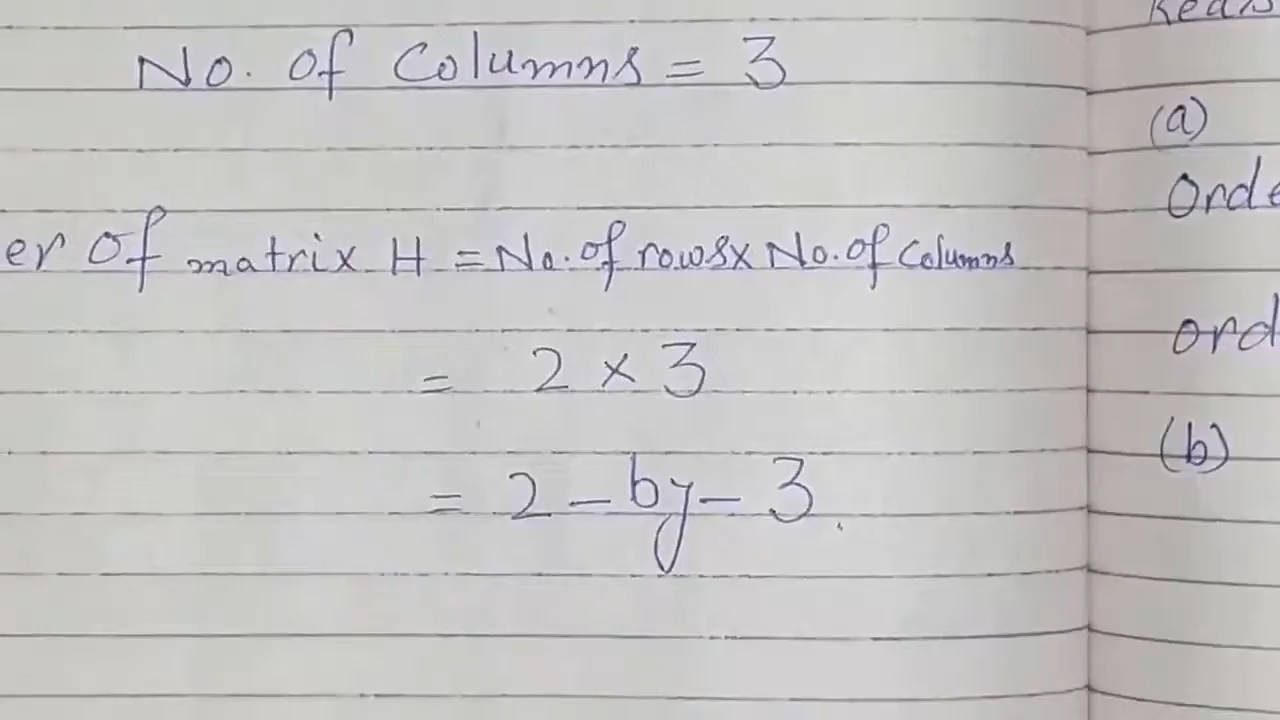 No. of Columns = 3
er Of matrix H = No. of rows x No. of Columns
= 2 × 3
= 2 - by - 3.
(a)
Orde
ord
(b)